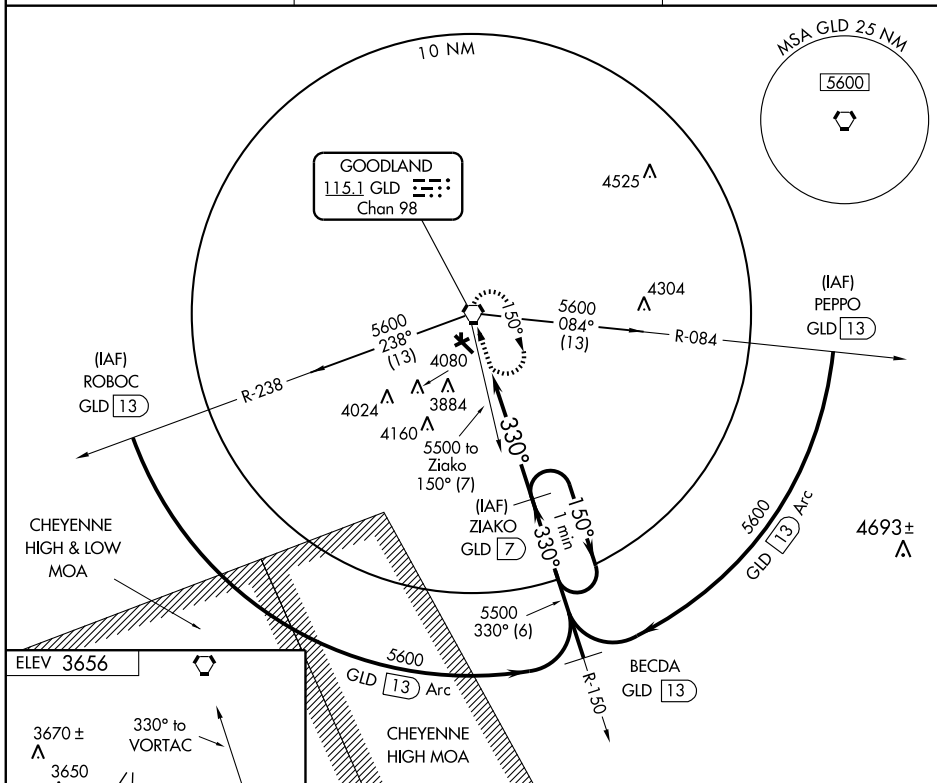 10 NM
MSA GLD 25 NM
5600
GOODLAND
115.1 GLD
Chan 98
4525
4304
(IAF)
PEPPO
GLD 13
5600
084°
(13)
R-084
150°
5600
238°
(13)
R-238
(IAF)
ROBOC
GLD 13
4080
4024
3884
4160
5500 to
Ziako
150° (7)
330°
(IAF)
ZIAKO
GLD 7
150°
1 min
330°
5600
GLD 13 Arc
4693±
CHEYENNE
HIGH & LOW
MOA
5500
330° (6)
5600
GLD 13 Arc
BECDA
GLD 13
R-150
CHEYENNE
HIGH MOA
ELEV 3656
3670 ±
330° to
VORTAC
3650